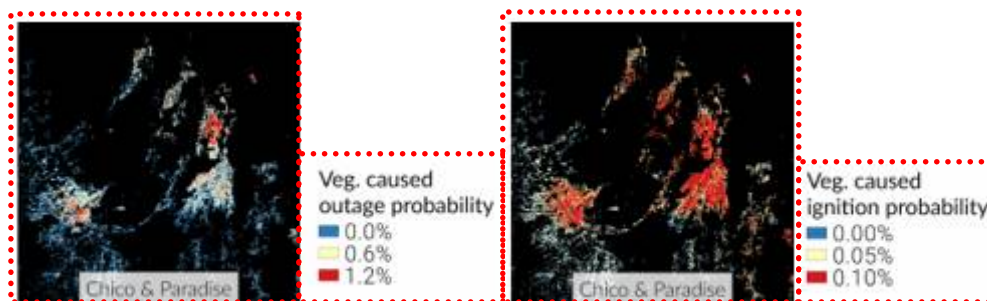 Veg. caused
outage probability
0.0%
0.6%
1.2%
Chico & Paradise
Veg. caused
ignition probability
0.00%
0.05%
0.10%
Chico & Paradise